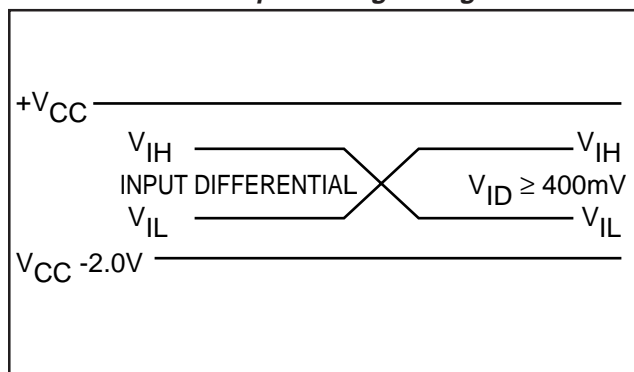 +VCC
VIH VIH
INPUT DIFFERENTIAL VID ≥ 400mV
VIL VIL
VCC -2.0V